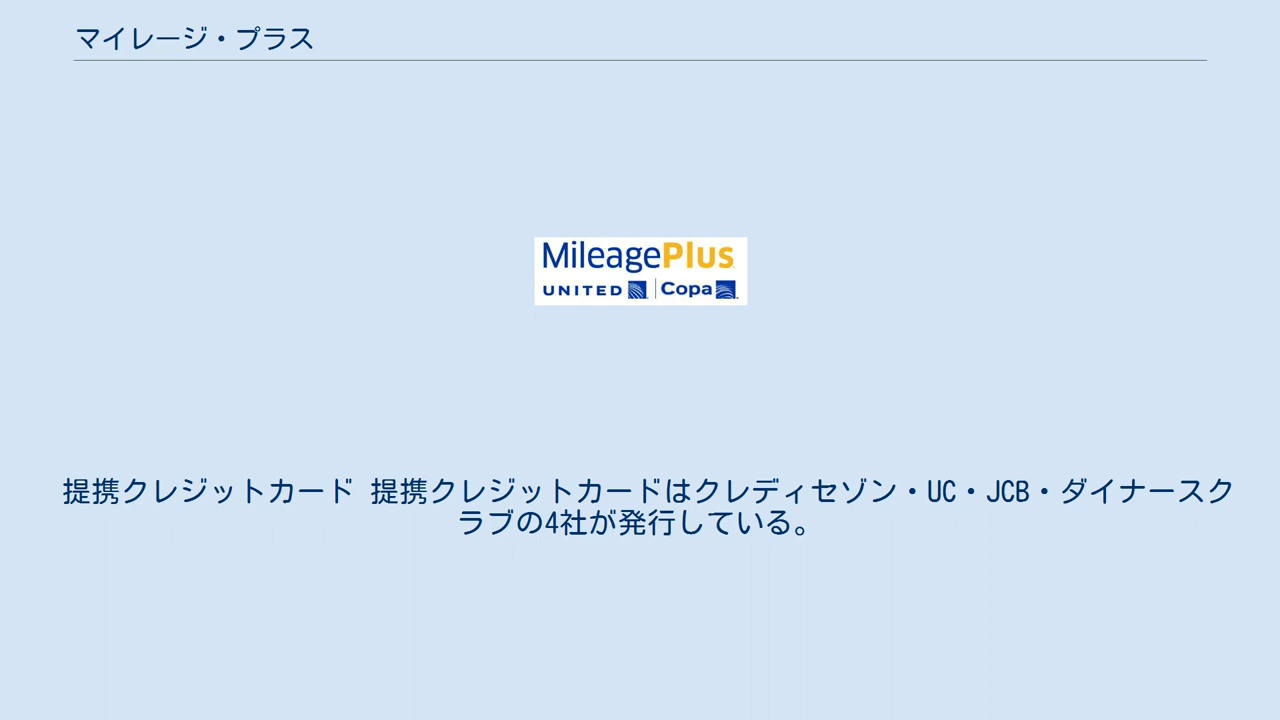 マイレージ・プラス
MileagePlus
UNITED Copa
提携クレジットカード 提携クレジットカードはクレディセゾン・UC・JCB・ダイナースク
ラブの4社が発行している。